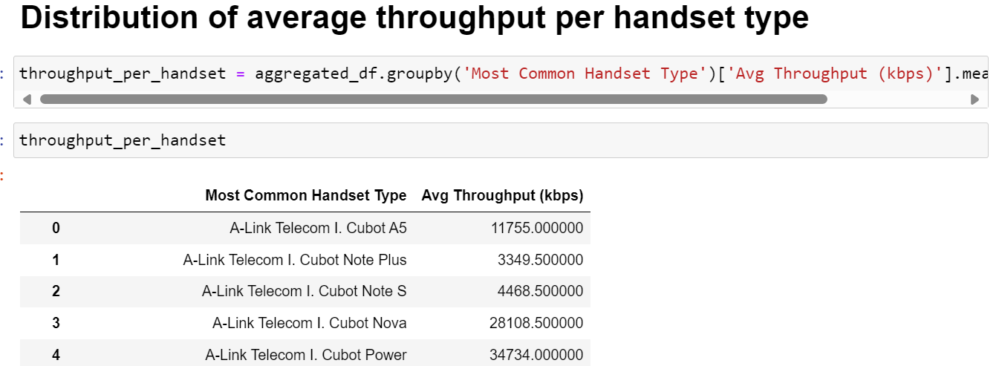 Distribution of average throughput per handset type
: throughput_per_handset = aggregated_df.groupby('Most Common Handset Type')['Avg Throughput (kbps)'].mea
: throughput_per_handset
:
Most Common Handset Type Avg Throughput (kbps)
0 A-Link Telecom I. Cubot A5 11755.000000
1 A-Link Telecom I. Cubot Note Plus 3349.500000
2 A-Link Telecom I. Cubot Note S 4468.500000
3 A-Link Telecom I. Cubot Nova 28108.500000
4 A-Link Telecom I. Cubot Power 34734.000000